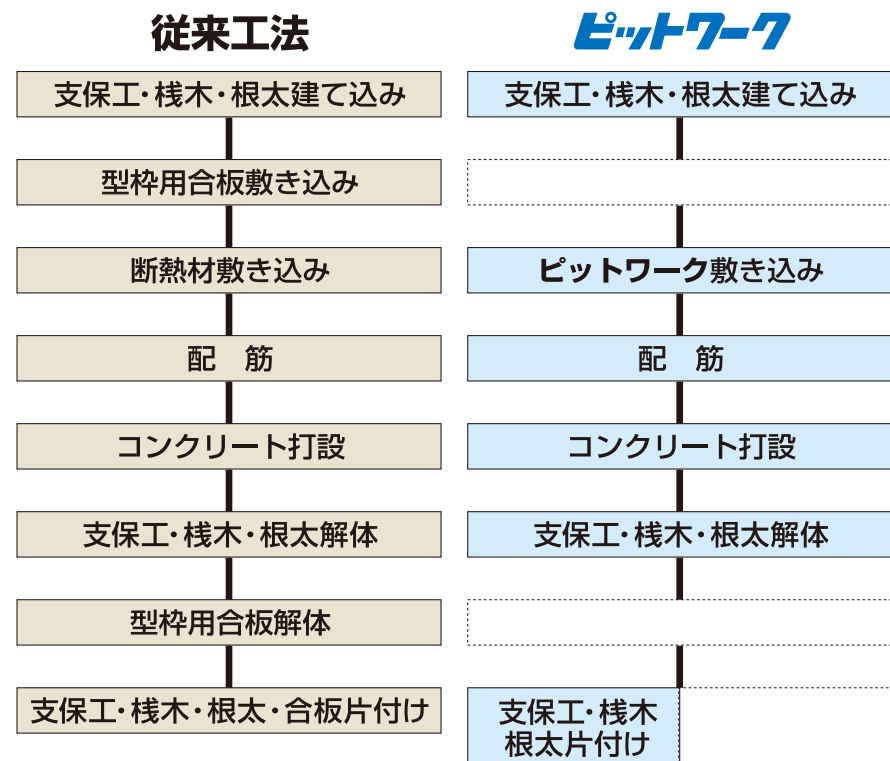 従来工法
支保工・桟木・根太建て込み
型枠用合板敷き込み
断熱材敷き込み
配　筋
コンクリート打設
支保工・桟木・根太解体
型枠用合板解体
支保工・桟木・根太・合板片付け
ピットワーク
支保工・桟木・根太建て込み
ピットワーク敷き込み
配　筋
コンクリート打設
支保工・桟木・根太解体
支保工・桟木
根太片付け